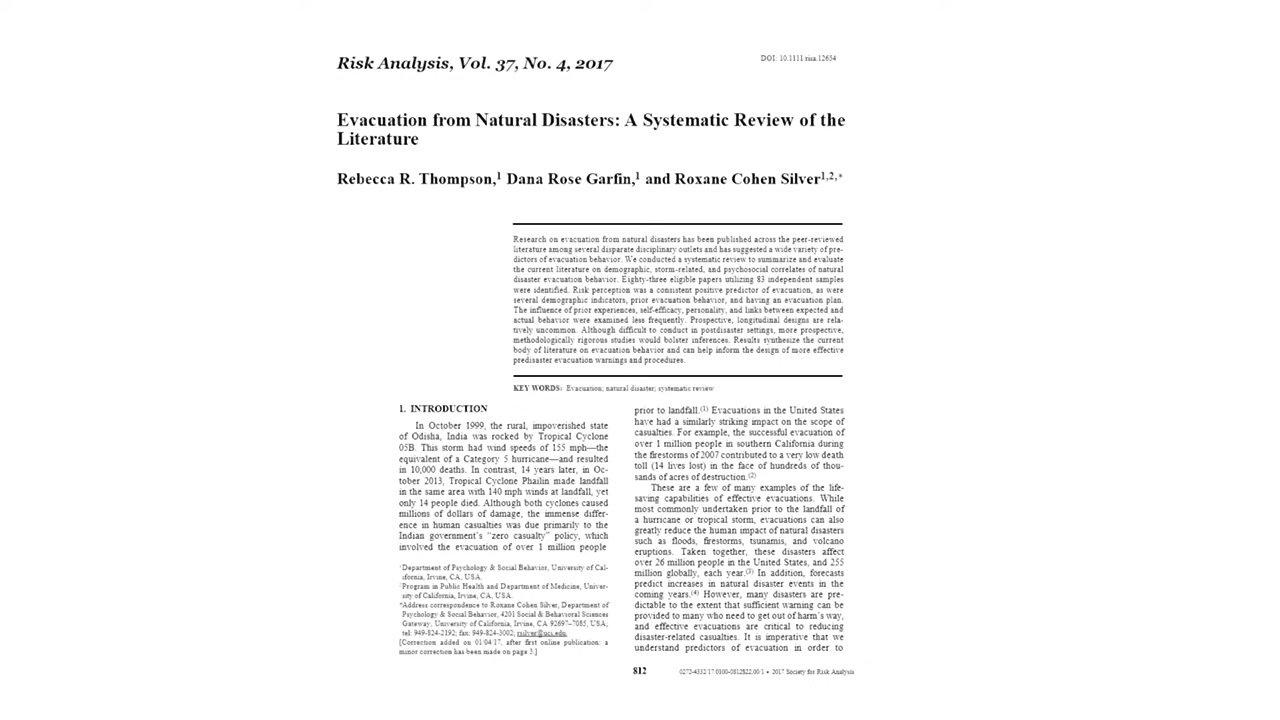 Risk Analysis, Vol. 37, No. 4, 2017
DOI: 10.1111 risa.12654
Evacuation from Natural Disasters: A Systematic Review of the
Literature
Rebecca R. Thompson,1 Dana Rose Garfin,1 and Roxane Cohen Silver1,2,*
Research on evacuation from natural disasters has been published across the peer-reviewed
literature among several disparate disciplinary outlets and has suggested a wide variety of pre-
dictors of evacuation behavior. We conducted a systematic review to summarize and evaluate
the current literature on demographic, storm-related, and psychosocial correlates of natural
disaster evacuation behavior. Eighty-three eligible papers utilizing 83 independent samples
were identified. Risk perception was a consistent positive predictor of evacuation, as were
several demographic indicators, prior evacuation behavior, and having an evacuation plan.
The influence of prior experiences, self-efficacy, personality, and links between expected and
actual behavior were examined less frequently. Prospective, longitudinal designs are rela-
tively uncommon. Although difficult to conduct in postdisaster settings, more prospective,
methodologically rigorous studies would bolster inferences. Results synthesize the current
body of literature on evacuation behavior and can help inform the design of more effective
predisaster evacuation warnings and procedures.
KEY WORDS: Evacuation; natural disaster; systematic review
1. INTRODUCTION
In October 1999, the rural, impoverished state
of Odisha, India was rocked by Tropical Cyclone
05B. This storm had wind speeds of 155 mph—the
equivalent of a Category 5 hurricane—and resulted
in 10,000 deaths. In contrast, 14 years later, in Oc-
tober 2013, Tropical Cyclone Phailin made landfall
in the same area with 140 mph winds at landfall, yet
only 14 people died. Although both cyclones caused
millions of dollars of damage, the immense differ-
ence in human casualties was due primarily to the
Indian government's “zero casualty” policy, which
involved the evacuation of over 1 million people
1Department of Psychology & Social Behavior, University of Cal-
ifornia, Irvine, CA, USA.
2Program in Public Health and Department of Medicine, Univer-
sity of California, Irvine, CA, USA.
*Address correspondence to Roxane Cohen Silver, Department of
Psychology & Social Behavior, 4201 Social & Behavioral Sciences
Gateway, University of California, Irvine, CA 92697–7085, USA;
tel: 949-824-2192; fax: 949-824-3002; rsilver@uci.edu.
[Correction added on 01/04/17, after first online publication: a
minor correction has been made on page 3.]
prior to landfall.(1) Evacuations in the United States
have had a similarly striking impact on the scope of
casualties. For example, the successful evacuation of
over 1 million people in southern California during
the firestorms of 2007 contributed to a very low death
toll (14 lives lost) in the face of hundreds of thou-
sands of acres of destruction.(2)
These are a few of many examples of the life-
saving capabilities of effective evacuations. While
most commonly undertaken prior to the landfall of
a hurricane or tropical storm, evacuations can also
greatly reduce the human impact of natural disasters
such as floods, firestorms, tsunamis, and volcano
eruptions. Taken together, these disasters affect
over 26 million people in the United States, and 255
million globally, each year.(3) In addition, forecasts
predict increases in natural disaster events in the
coming years.(4) However, many disasters are pre-
dictable to the extent that sufficient warning can be
provided to many who need to get out of harm's way,
and effective evacuations are critical to reducing
disaster-related casualties. It is imperative that we
understand predictors of evacuation in order to
812
0272-4332/17/0100-0812$22.00/1 • 2017 Society for Risk Analysis